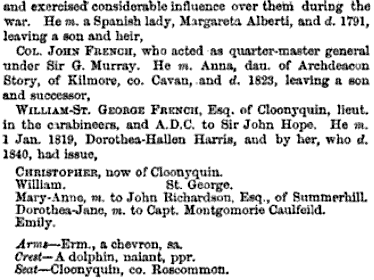 and exercised considerable influence over them during the
war. He m. a Spanish lady, Margareta Alberti, and d. 1791,
leaving a son and heir,
COL. JOHN FRENCH, who acted as quarter-master general
under Sir G. Murray. He m. Anna, dau. of Archdeacon
Story, of Kilmore, co. Cavan, and d. 1823, leaving a son
and successor,
WILLIAM-ST. GEORGE FRENCH, Esq. of Cloonyquin, lieut.
in the carabineers, and A.D.C. to Sir John Hope. He m.
1 Jan. 1819, Dorothea-Hallen Harris, and by her, who d.
1840, had issue,
CHRISTOPHER, now of Cloonyquin.
William. St. George.
Mary-Anne, m. to John Richardson, Esq., of Summerhill.
Dorothea-Jane, m. to Capt. Montgomorie Caulfeild.
Emily.
Arms—Erm., a chevron, sa.
Crest—A dolphin, naiant, ppr.
Seat—Cloonyquin, co. Roscommon.